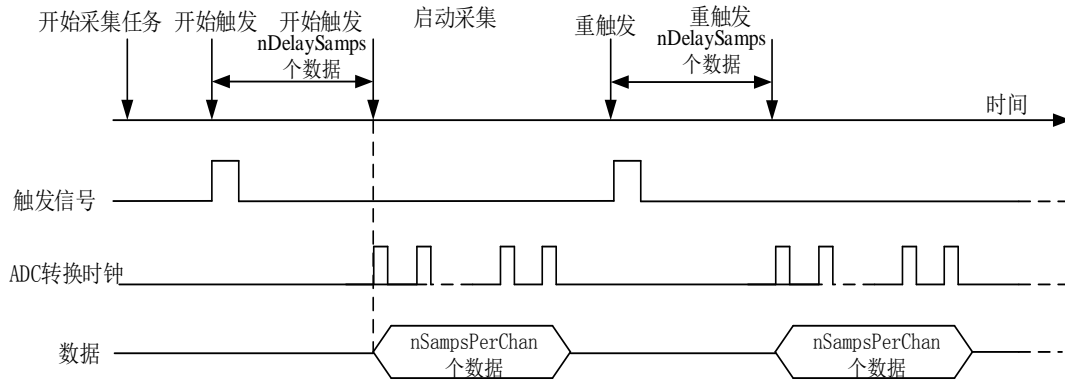 开始采集任务
开始触发
开始触发
nDelaySamps
个数据
启动采集
重触发
重触发
nDelaySamps
个数据
时间
触发信号
ADC转换时钟
数据
nSampsPerChan
个数据
nSampsPerChan
个数据